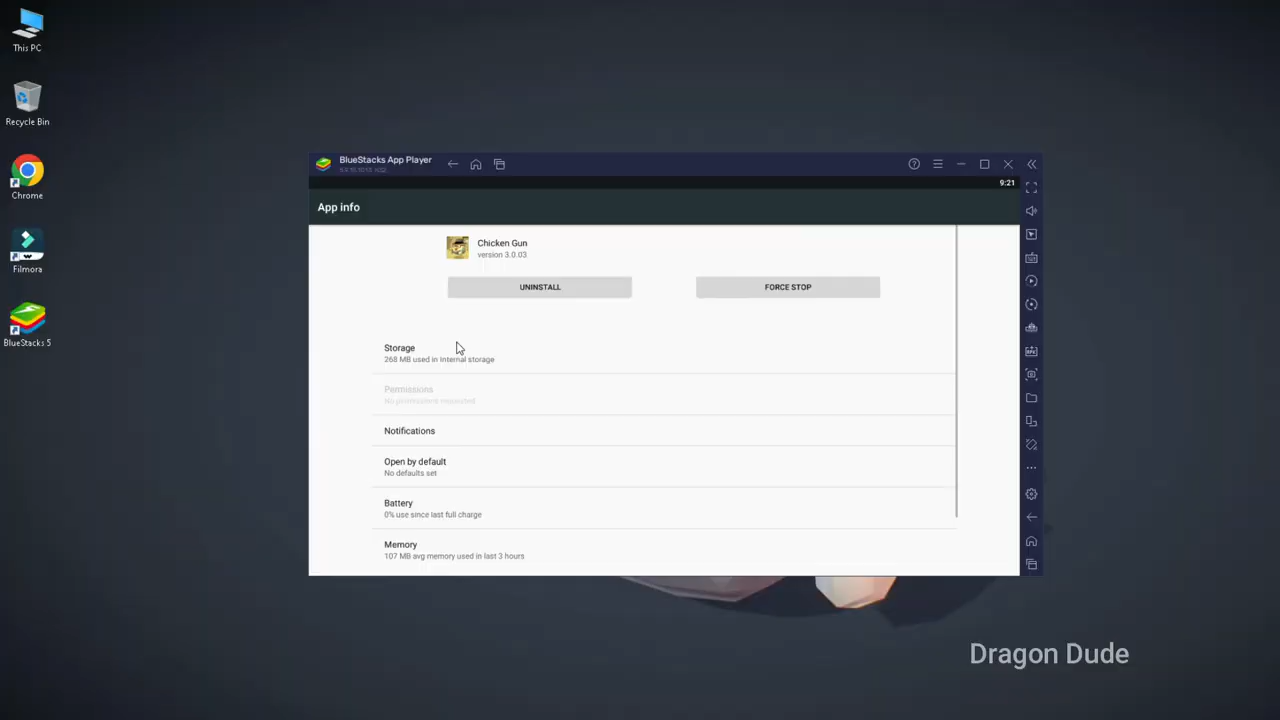 This PC
Recycle Bin
Chrome
Filmora
BlueStacks 5
BlueStacks App Player
9:21
App info
Chicken Gun
version 3.0.03
UNINSTALL
FORCE STOP
Storage
268 MB used in internal storage
Permissions
No permissions requested
Notifications
Open by default
No defaults set
Battery
0% use since last full charge
Memory
107 MB avg memory used in last 3 hours
Dragon Dude